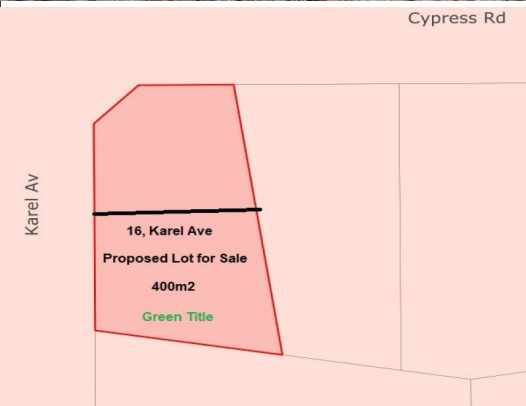 Cypress Rd
Karel Av
16, Karel Ave
Proposed Lot for Sale
400m2
Green Title